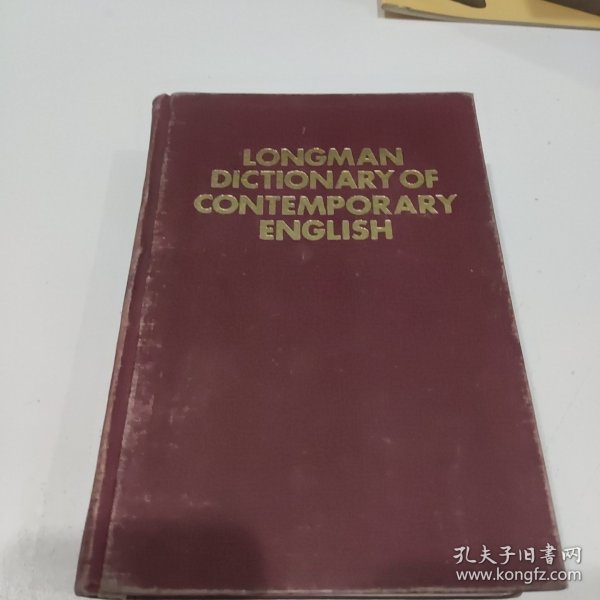 LONGMAN
DICTIONARY OF
CONTEMPORARY
ENGLISH
孔夫子旧书网
www.kongfz.com